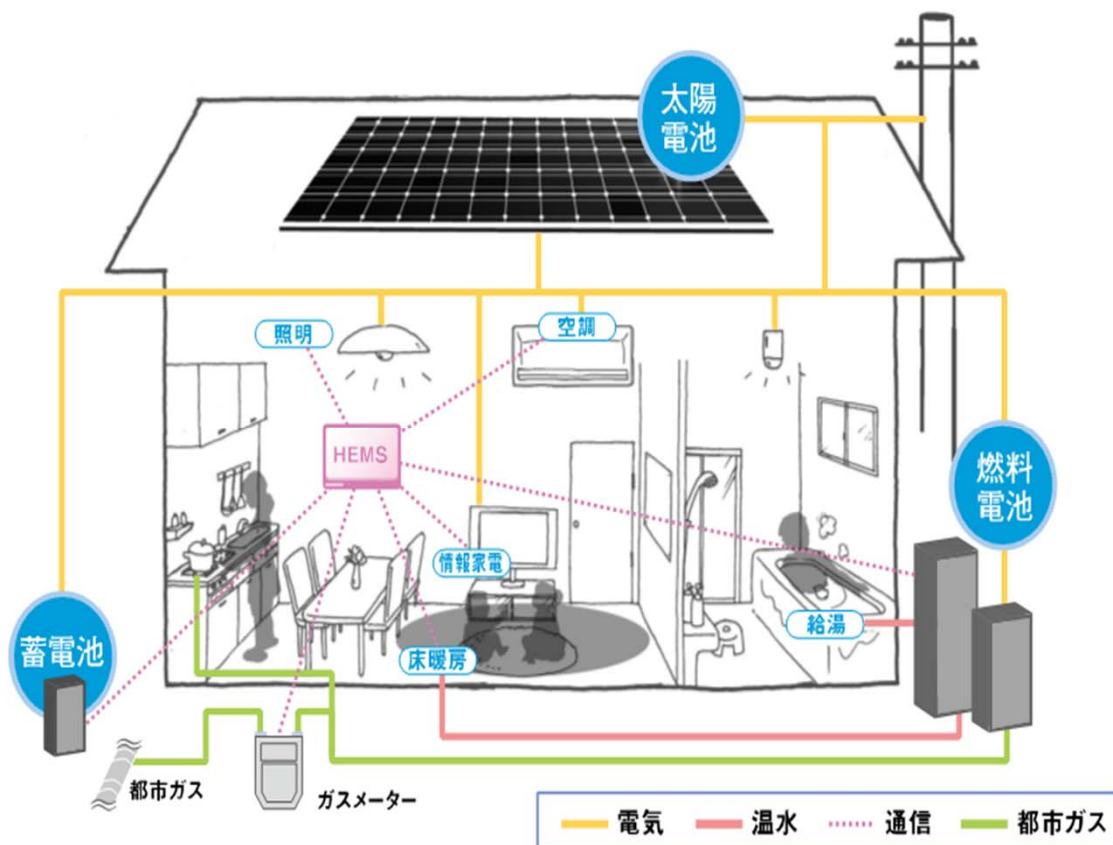 太陽
電池
照明
空調
HEMS
燃料
電池
情報家電
給湯
蓄電池
床暖房
都市ガス
ガスメーター
電気 温水 通信 都市ガス